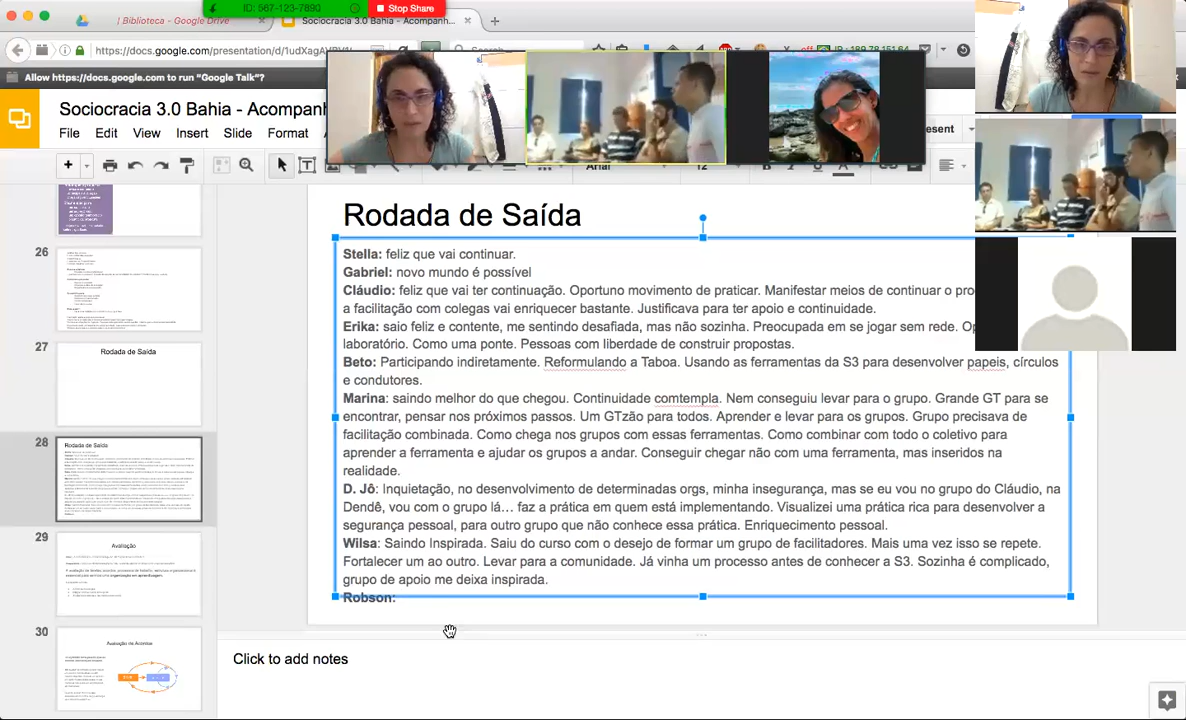 ID: 567-123-7890
Stop Share
| Biblioteca - Google Drive
Sociocracia 3.0 Bahia - Acompanh...
https://docs.google.com/presentation/d/1udXagA
Search
IP: 189.78.151.64
Allow https://docs.google.com to run “Google Talk”?
Sociocracia 3.0 Bahia - Acompanh
File Edit View Insert Slide Format
Arial
12
Rodada de Saída
Stella: feliz que vai continuar.
Gabriel: novo mundo é possível
Cláudio: feliz que vai ter continuação. Oportuno movimento de praticar. Manifestar meios de continuar o pro
a facilitação com colegas vai enriquecer bastante. Justificava para ter apoio à continuidade.
Erika: saio feliz e contente, me sentindo desafiada, mas não sozinha. Preocupada em se jogar sem rede. Op
laboratório. Como uma ponte. Pessoas com liberdade de construir propostas.
Beto: Participando indiretamente. Reformulando a Taboa. Usando as ferramentas da S3 para desenvolver papeis, círculos
e condutores.
Marina: saindo melhor do que chegou. Continuidade comtempla. Nem conseguiu levar para o grupo. Grande GT para se
encontrar, pensar nos próximos passos. Um GTzão para todos. Aprender e levar para os grupos. Grupo precisava de
facilitação combinada. Como chega nos grupos com essas ferramentas. Como combinar com todo o coletivo para
aprender a ferramenta e ajudar os grupos a andar. Conseguir chegar não com uma ferramenta, mas inseridos na
realidade.
D. Jô: Inquietação, no desenvolvimento de determinadas orgs, minha insegurança, mas se eu vou no grupo do Cláudio, na
Dendê, vou com o grupo lá… faz a prática em quem está implementando. Visualizei uma prática rica para desenvolver a
segurança pessoal, para outro grupo que não conhece essa prática. Enriquecimento pessoal.
Wilsa: Saindo Inspirada. Saiu do curso com o desejo de formar um grupo de facilitadores. Mais uma vez isso se repete.
Fortalecer um ao outro. Levar para a comunidade. Já vinha um processo antes de conhecer a S3. Sozinha é complicado,
grupo de apoio me deixa inspirada.
Robson:
26
27
Rodada de Saída
28
Rodada de Saída
29
Avaliação
30
Avaliação de Acordos
Click to add notes